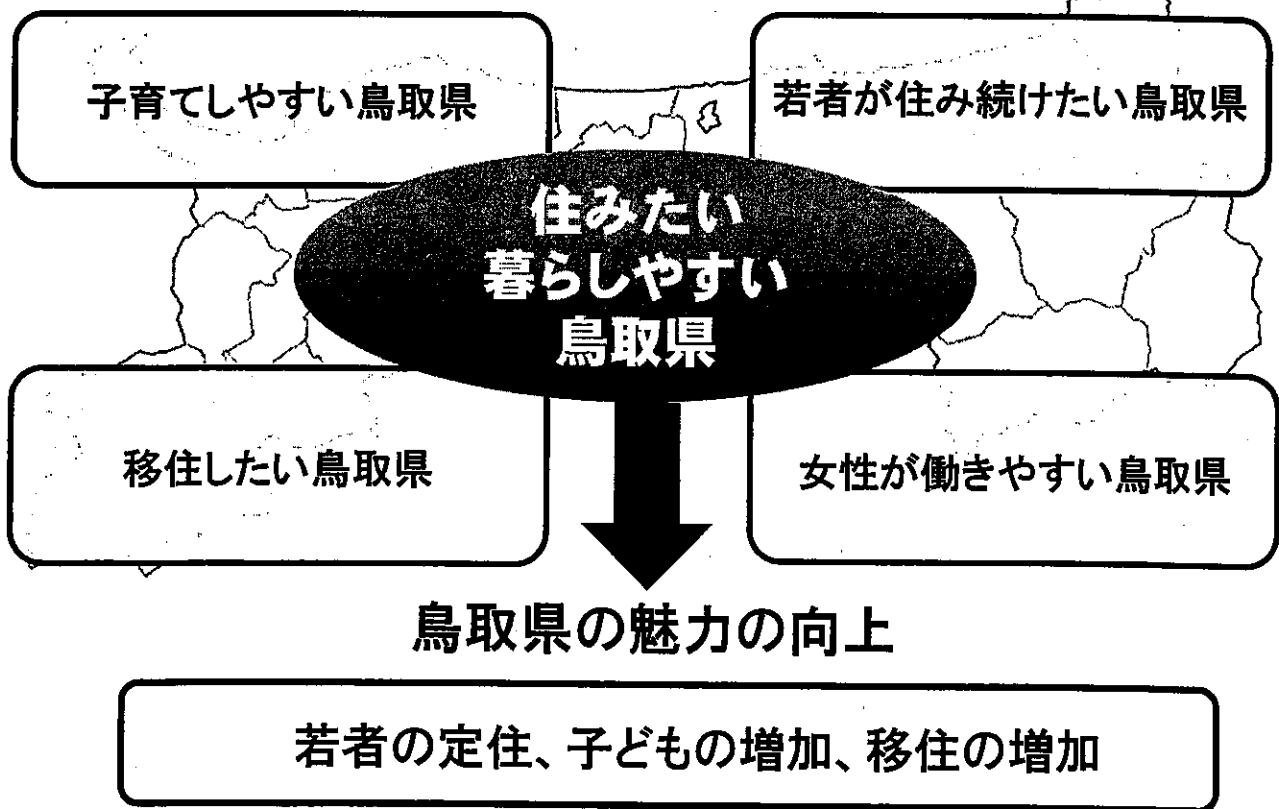 子育てしやすい鳥取県
若者が住み続けたい鳥取県
住みたい
暮らしやすい
鳥取県
移住したい鳥取県
女性が働きやすい鳥取県
鳥取県の魅力の向上
若者の定住、子どもの増加、移住の増加